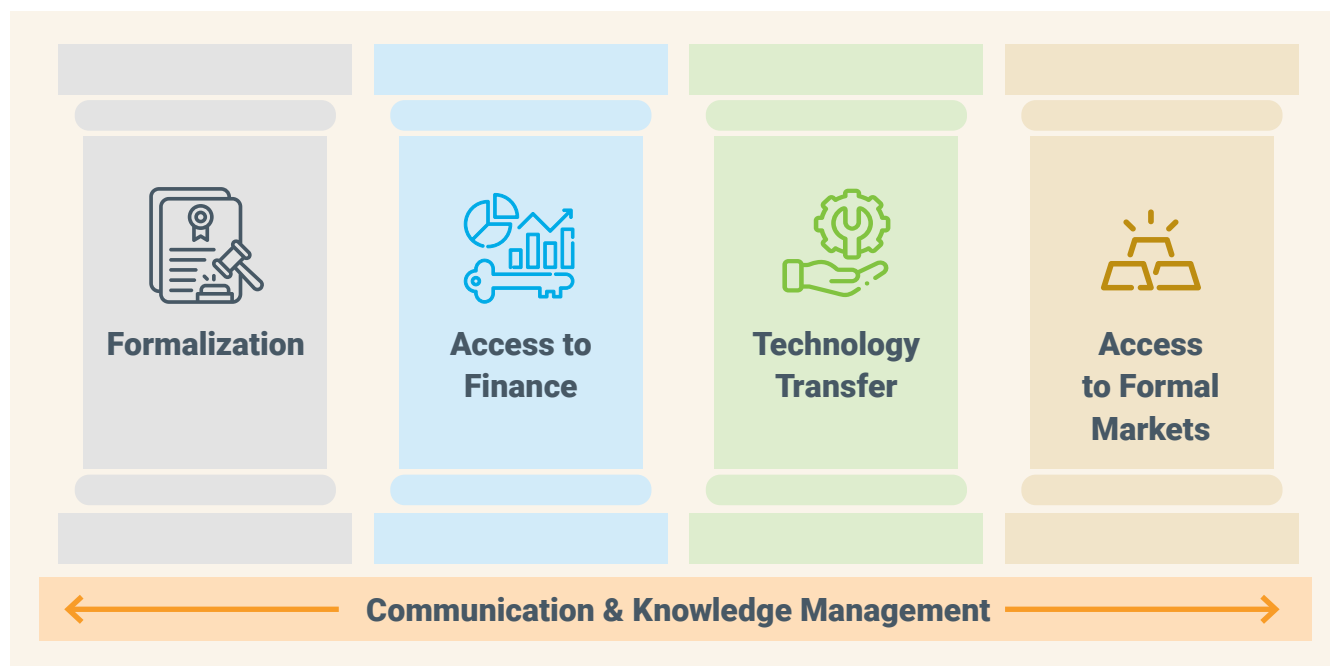 Formalization
Access to
Finance
Technology
Transfer
Access
to Formal
Markets
Communication & Knowledge Management